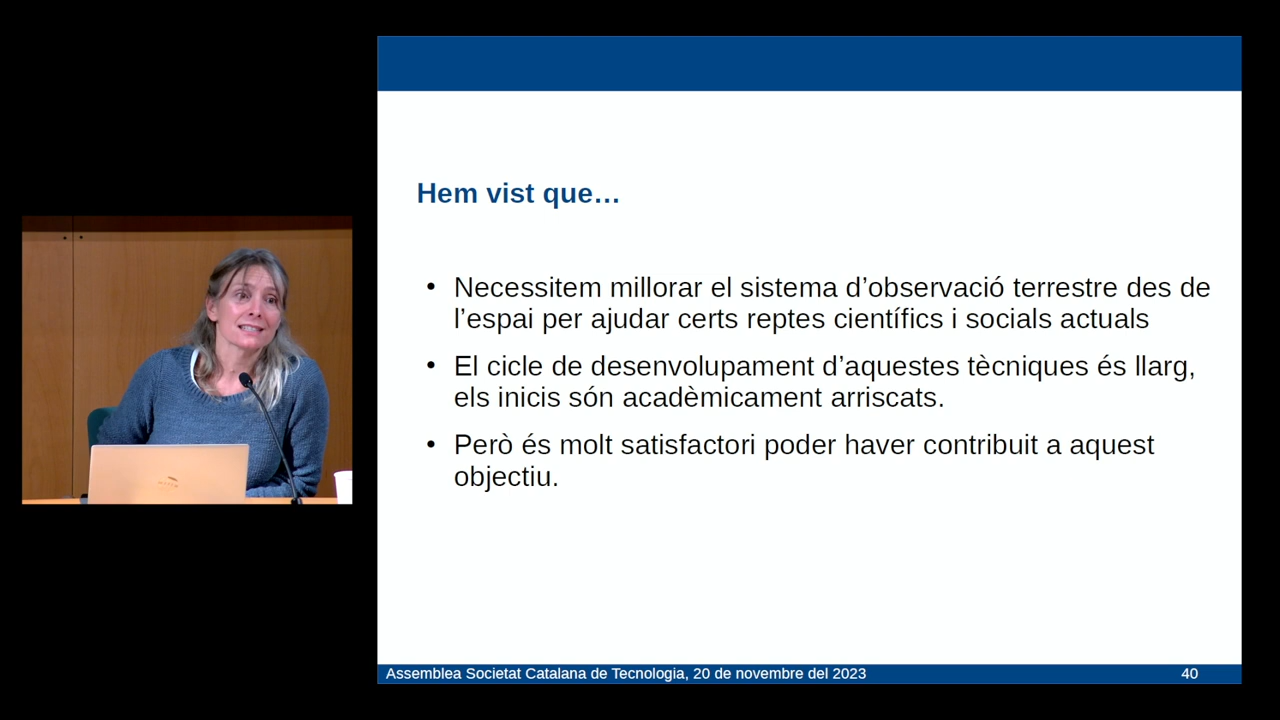 Hem vist que…
• Necessitem millorar el sistema d’observació terrestre des de
l’espai per ajudar certs reptes científics i socials actuals
• El cicle de desenvolupament d’aquestes tècniques és llarg,
els inicis són acadèmicament arriscats.
• Però és molt satisfactori poder haver contribuit a aquest
objectiu.
Assemblea Societat Catalana de Tecnologia, 20 de novembre del 2023
40